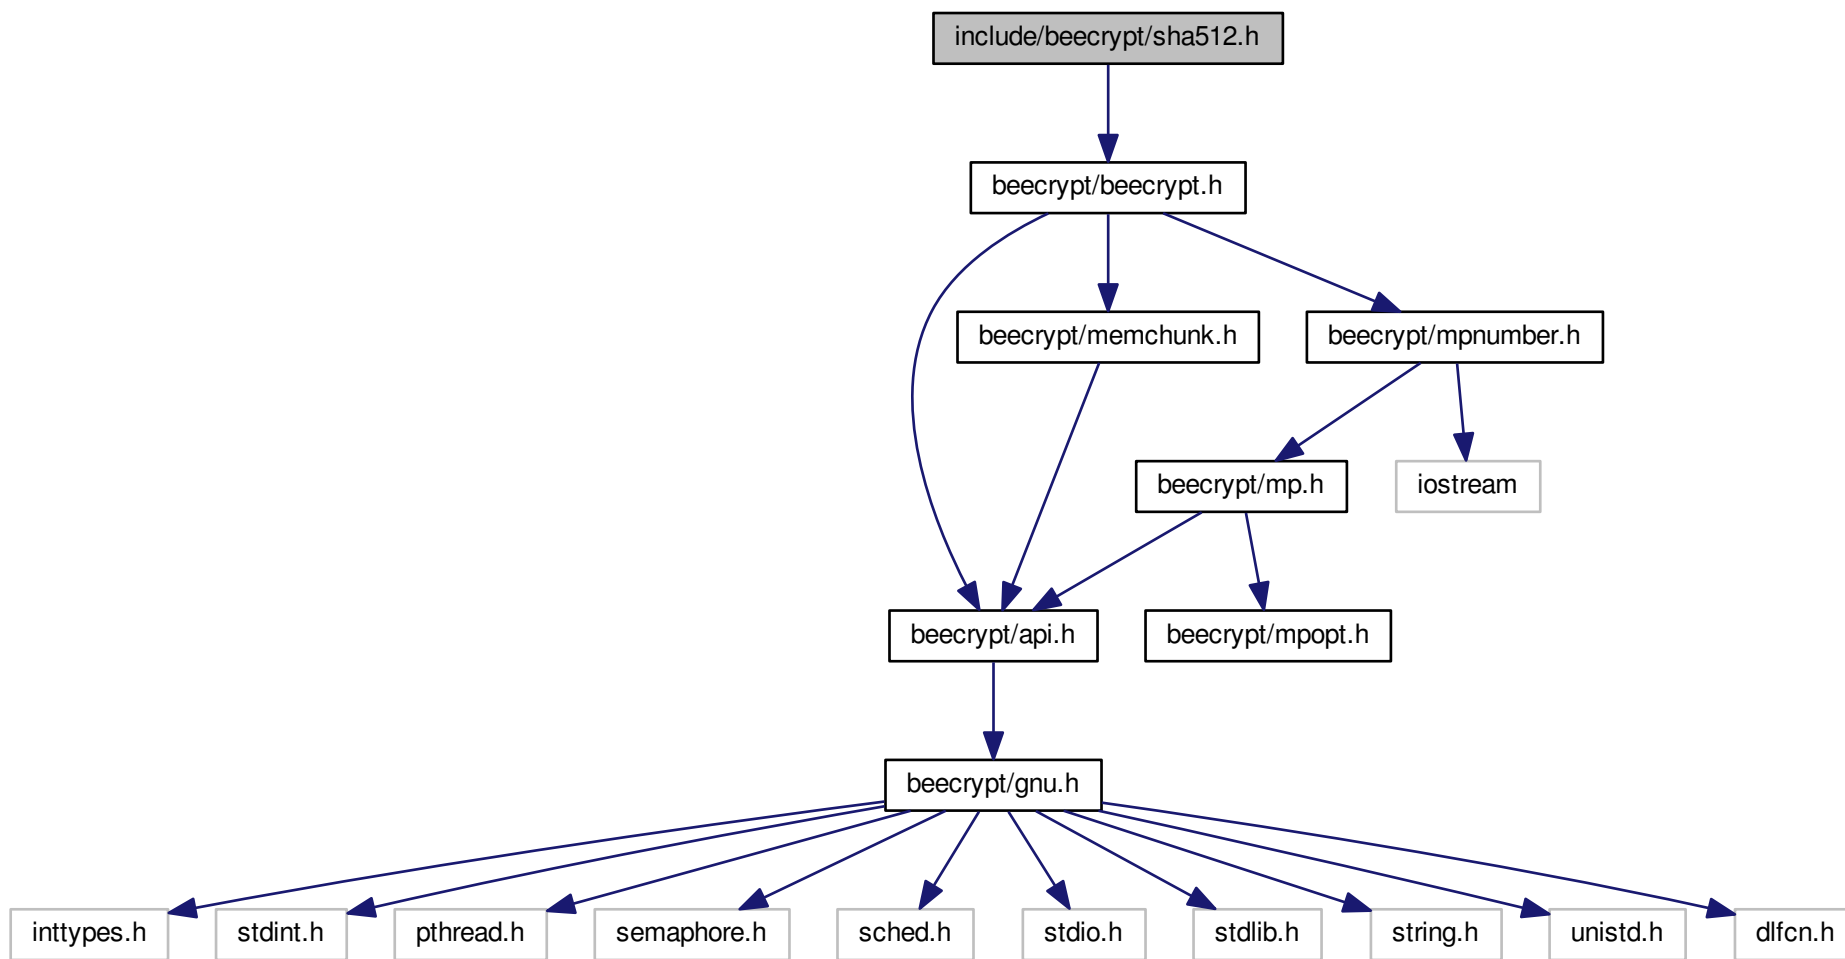 include/beecrypt/sha512.h
beecrypt/beecrypt.h
beecrypt/memchunk.h
beecrypt/mpnumber.h
beecrypt/mp.h
iostream
beecrypt/api.h
beecrypt/mpopt.h
beecrypt/gnu.h
inttypes.h
stdint.h
pthread.h
semaphore.h
sched.h
stdio.h
stdlib.h
string.h
unistd.h
dlfcn.h